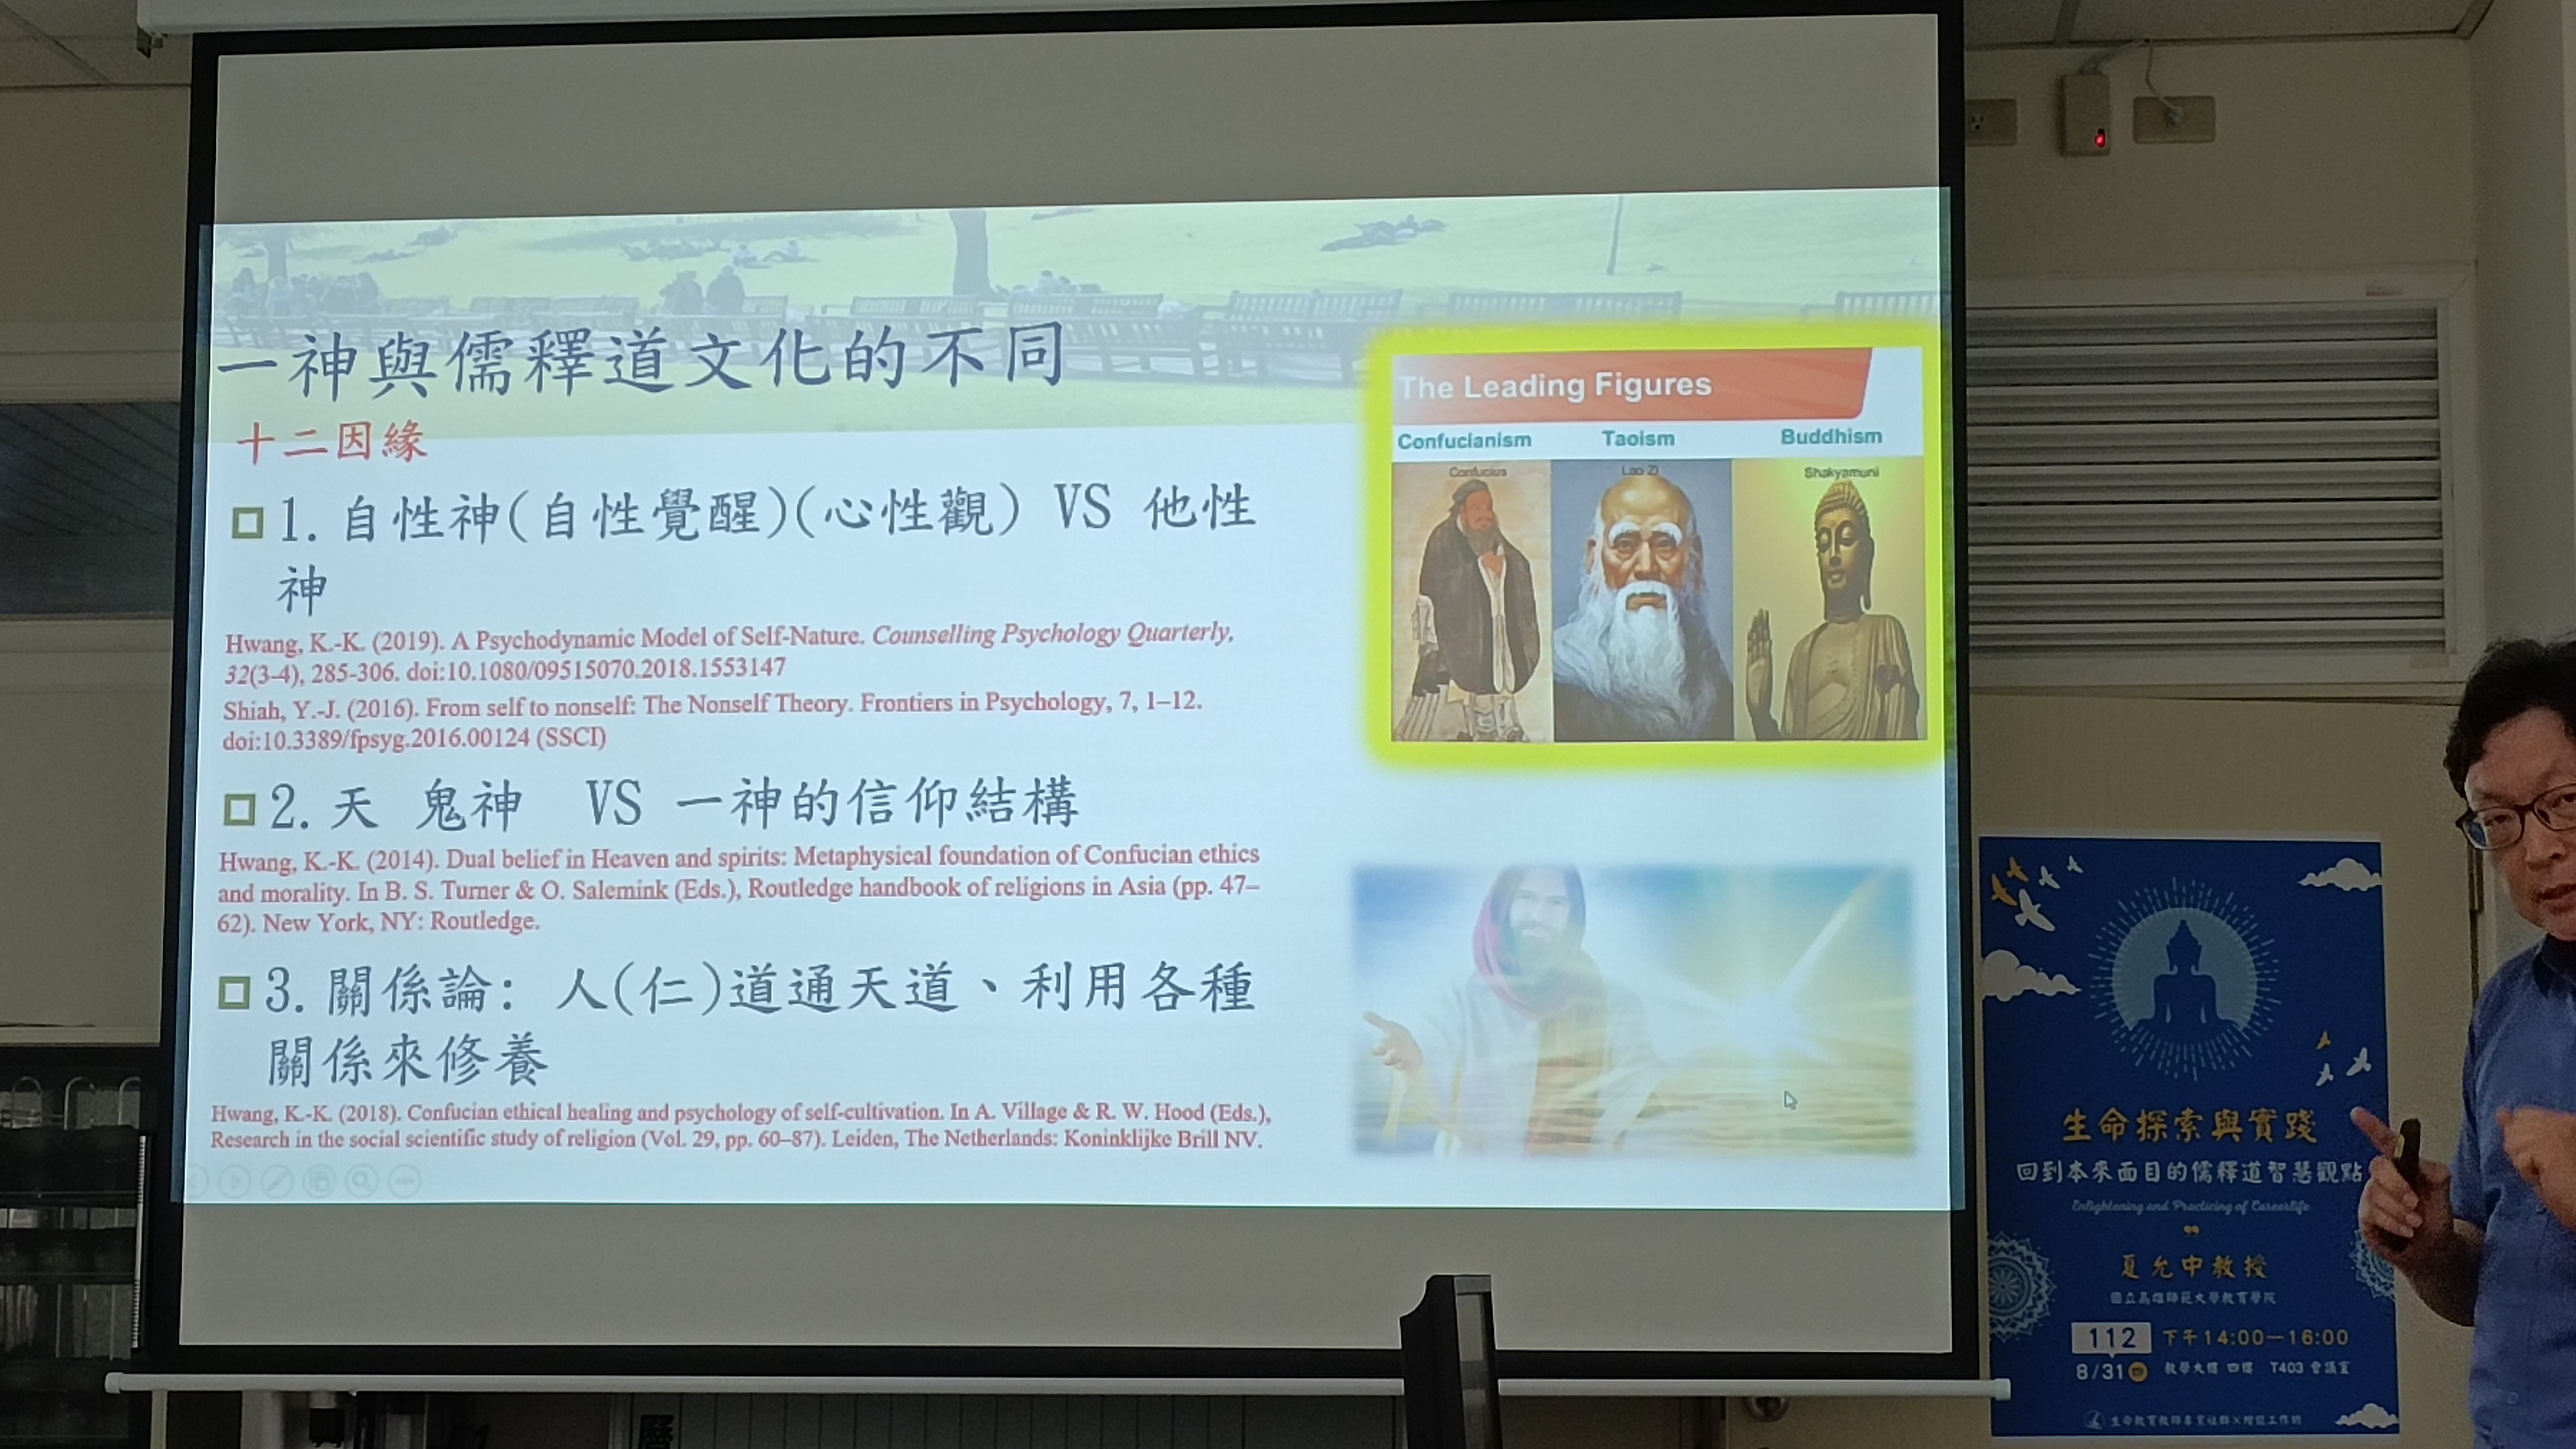 一神與儒釋道文化的不同
十二因緣
1. 自性神(自性覺醒)(心性觀) VS 他性
神
Hwang, K.-K. (2019). A Psychodynamic Model of Self-Nature. Counselling Psychology Quarterly,
32(3-4), 285-306. doi:10.1080/09515070.2018.1553147
Shiah, Y.-J. (2016). From self to nonself: The Nonself Theory. Frontiers in Psychology, 7, 1–12.
doi:10.3389/fpsyg.2016.00124 (SSCI)
2. 天 鬼神 VS 一神的信仰結構
Hwang, K.-K. (2014). Dual belief in Heaven and spirits: Metaphysical foundation of Confucian ethics
and morality. In B. S. Turner & O. Salemink (Eds.), Routledge handbook of religions in Asia (pp. 47–
62). New York, NY: Routledge.
3. 關係論: 人(仁)道通天道、利用各種
關係來修養
Hwang, K.-K. (2018). Confucian ethical healing and psychology of self-cultivation. In A. Village & R. W. Hood (Eds.),
Research in the social scientific study of religion (Vol. 29, pp. 60–87). Leiden, The Netherlands: Koninklijke Brill NV.
The Leading Figures
Confucianism Taoism Buddhism
Confucius Lao Zi Shakyamuni
生命探索與實踐
回到本來面目的儒釋道智慧觀點
Enlightening and Practicing of Careerlife
夏允中教授
國立高雄師範大學教育學院
112 下午14:00—16:00
8/31 教學大樓 四樓 T403 會議室